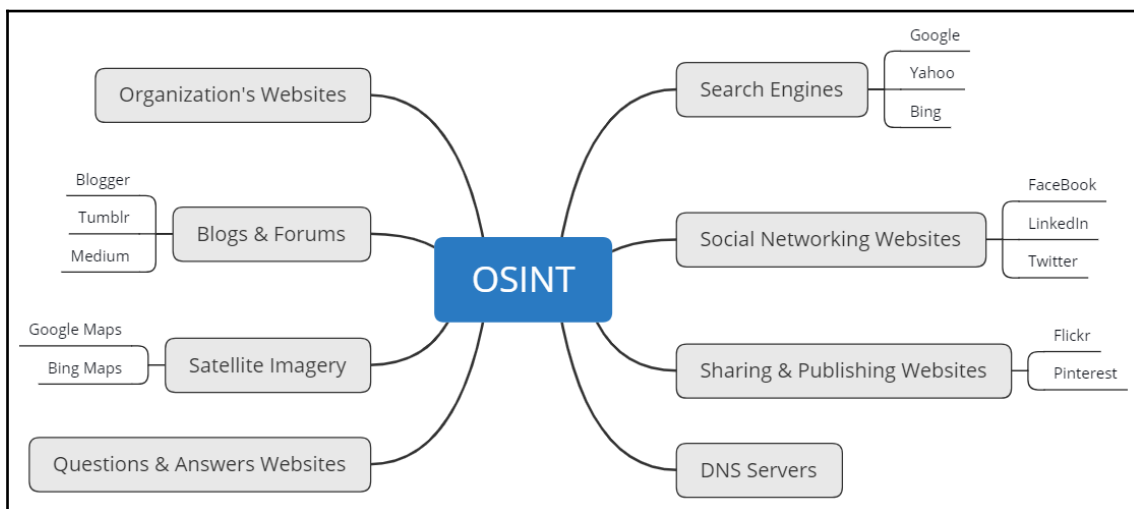 OSINT
Organization's Websites
Blogs & Forums
Blogger
Tumblr
Medium
Satellite Imagery
Google Maps
Bing Maps
Questions & Answers Websites
Search Engines
Google
Yahoo
Bing
Social Networking Websites
FaceBook
LinkedIn
Twitter
Sharing & Publishing Websites
Flickr
Pinterest
DNS Servers